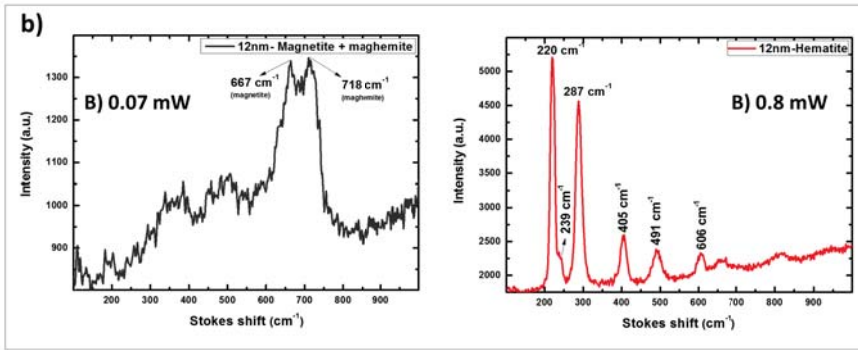 b)
12nm- Magnetite + maghemite
667 cm⁻¹
(magnetite)
718 cm⁻¹
(maghemite)
B) 0.07 mW
Intensity (a.u.)
1300
1200
1100
1000
900
200 300 400 500 600 700 800 900
Stokes shift (cm⁻¹)
12nm-Hematite
220 cm⁻¹
287 cm⁻¹
B) 0.8 mW
239 cm⁻¹
405 cm⁻¹
491 cm⁻¹
606 cm⁻¹
Intensity (a.u.)
5000
4500
4000
3500
3000
2500
2000
200 300 400 500 600 700 800 900
Stokes shift (cm⁻¹)